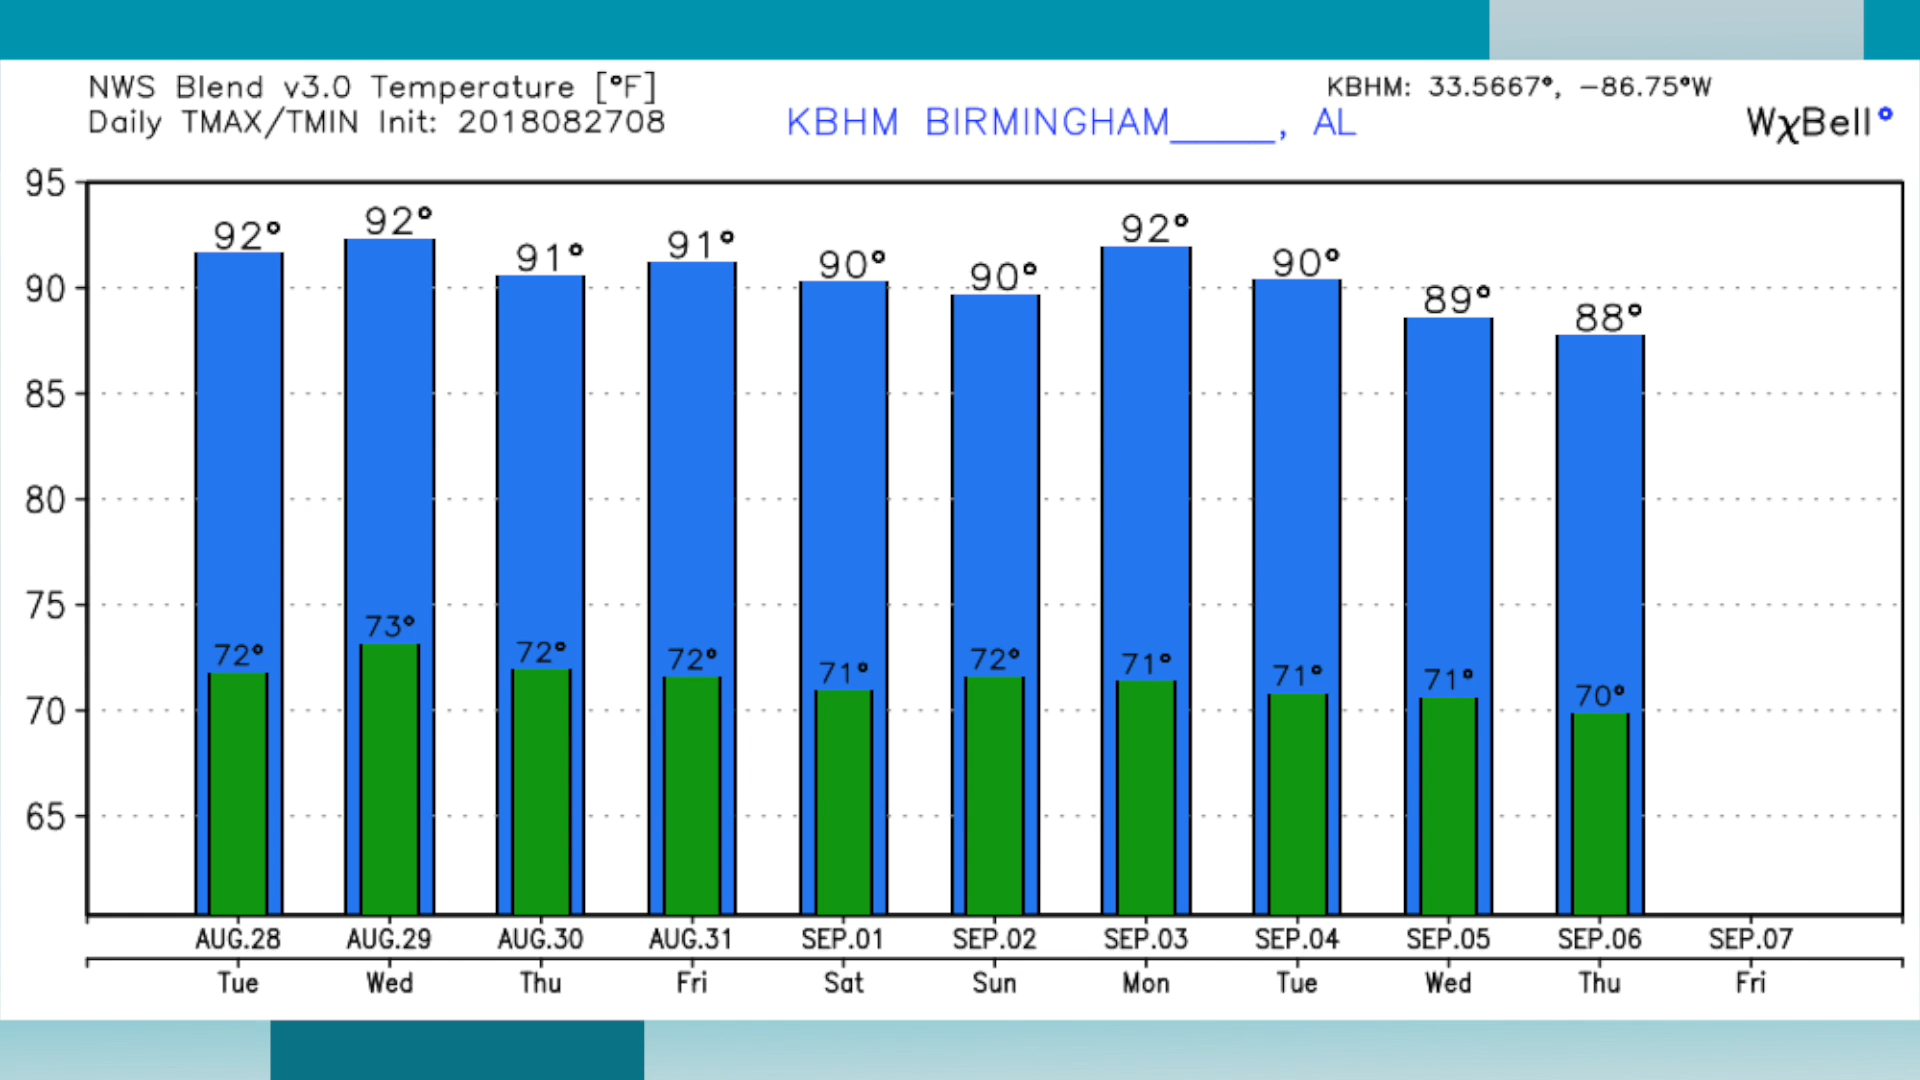 NWS Blend v3.0 Temperature [°F]
Daily TMAX/TMIN Init: 2018082708
KBHM BIRMINGHAM_____, AL
KBHM: 33.5667°, −86.75°W
WχBell°
95
90
85
80
75
70
65
92° 92° 91° 91° 90° 90° 92° 90° 89° 88°
72° 73° 72° 72° 71° 72° 71° 71° 71° 70°
AUG.28 AUG.29 AUG.30 AUG.31 SEP.01 SEP.02 SEP.03 SEP.04 SEP.05 SEP.06 SEP.07
Tue Wed Thu Fri Sat Sun Mon Tue Wed Thu Fri